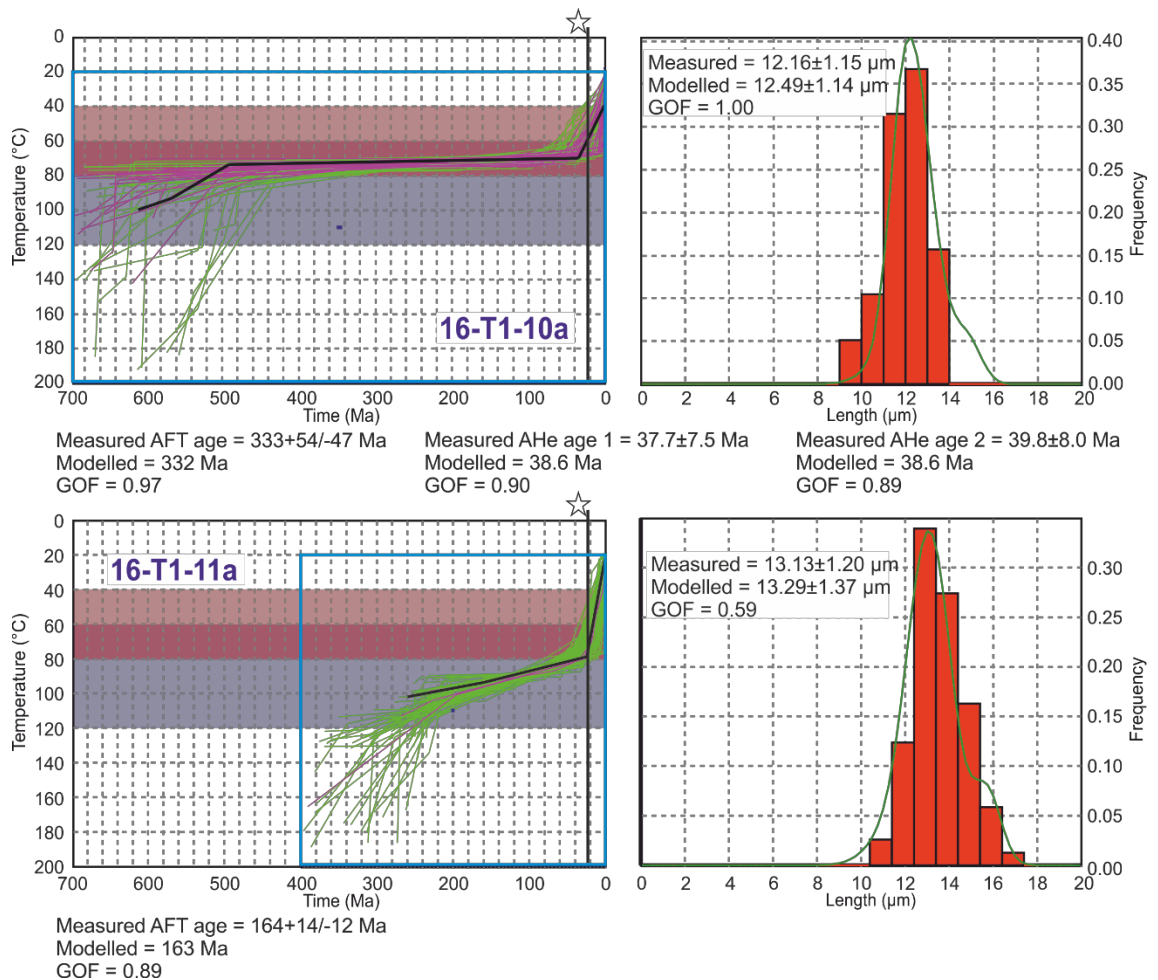 0
20
40
60
80
100
120
140
160
180
200
Temperature (°C)
16-T1-10a
700
600
500
400
300
200
100
0
Time (Ma)
Measured = 12.16±1.15 µm
Modelled = 12.49±1.14 µm
GOF = 1.00
0.40
0.35
0.30
0.25
0.20
0.15
0.10
0.05
0.00
Frequency
0 2 4 6 8 10 12 14 16 18 20
Length (µm)
Measured AFT age = 333+54/-47 Ma
Modelled = 332 Ma
GOF = 0.97
Measured AHe age 1 = 37.7±7.5 Ma
Modelled = 38.6 Ma
GOF = 0.90
Measured AHe age 2 = 39.8±8.0 Ma
Modelled = 38.6 Ma
GOF = 0.89
0
20
40
60
80
100
120
140
160
180
200
Temperature (°C)
16-T1-11a
700
600
500
400
300
200
100
0
Time (Ma)
Measured = 13.13±1.20 µm
Modelled = 13.29±1.37 µm
GOF = 0.59
0.30
0.25
0.20
0.15
0.10
0.05
0.00
Frequency
0 2 4 6 8 10 12 14 16 18 20
Length (µm)
Measured AFT age = 164+14/-12 Ma
Modelled = 163 Ma
GOF = 0.89